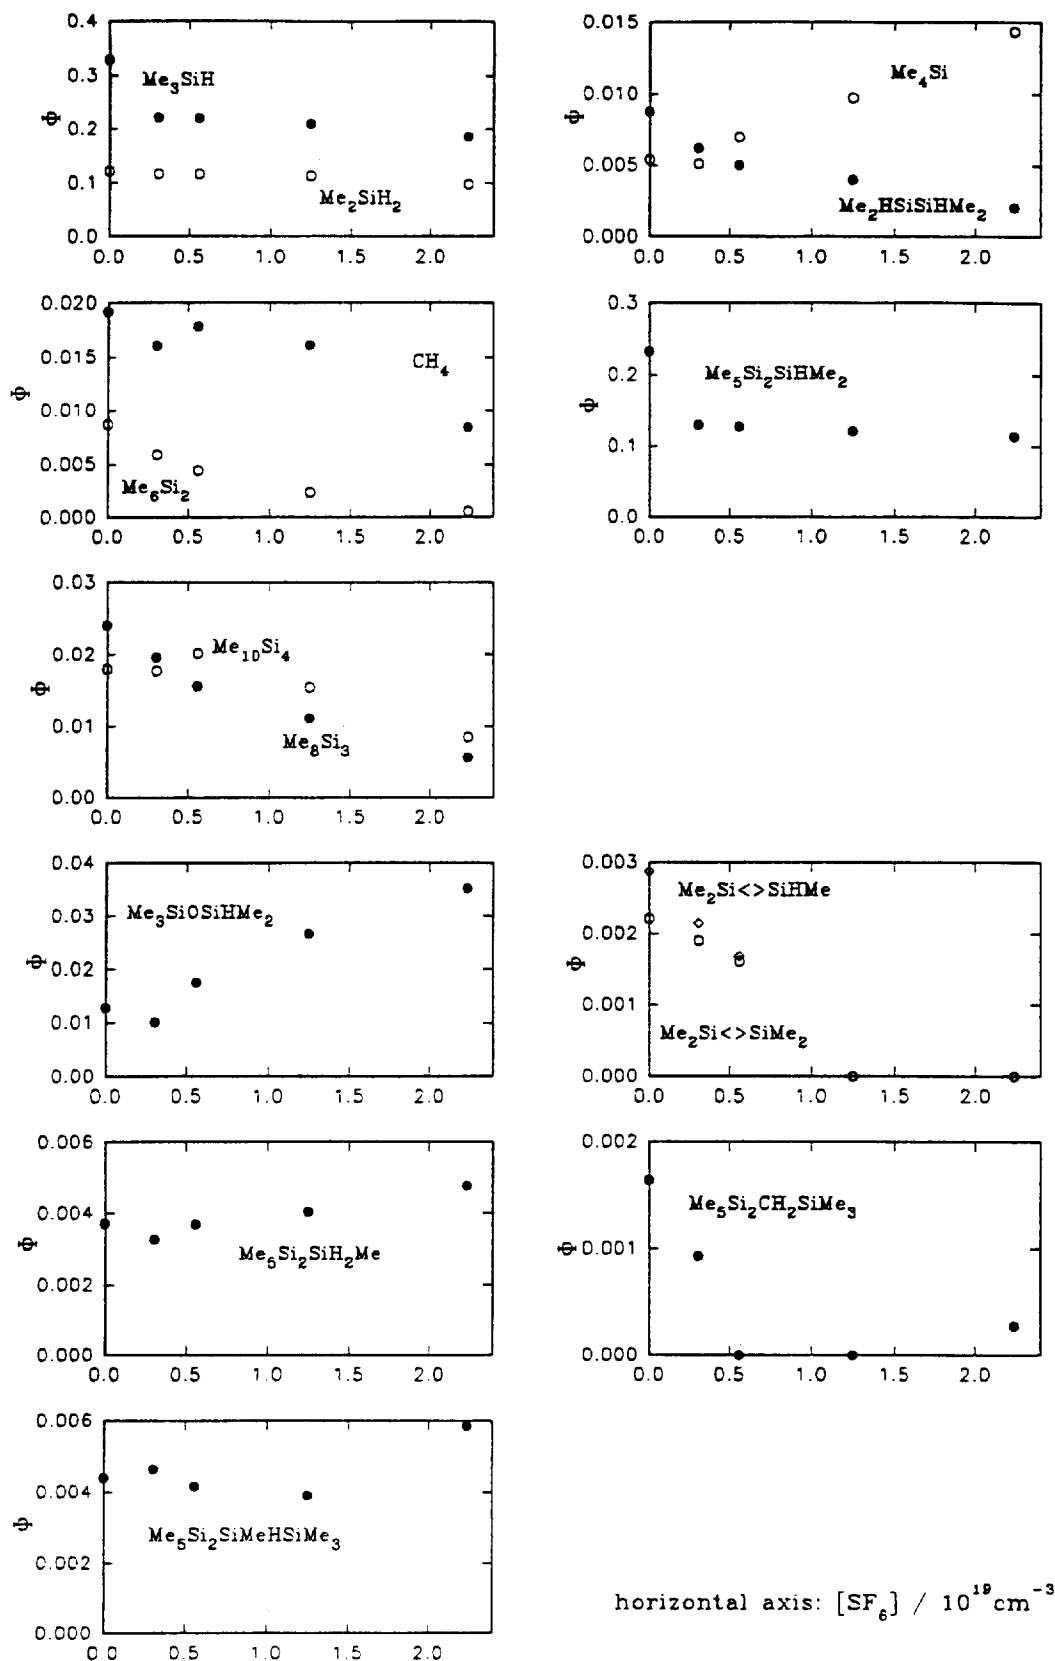 0.4
0.3
0.2
0.1
0.0
Φ
Me₃SiH
Me₂SiH₂
0.0 0.5 1.0 1.5 2.0
0.015
0.010
0.005
0.000
Φ
Me₄Si
Me₂HSiSiHMe₂
0.0 0.5 1.0 1.5 2.0
0.020
0.015
0.010
0.005
0.000
Φ
CH₄
Me₆Si₂
0.0 0.5 1.0 1.5 2.0
0.3
0.2
0.1
0.0
Φ
Me₅Si₂SiHMe₂
0.0 0.5 1.0 1.5 2.0
0.03
0.02
0.01
0.00
Φ
Me₁₀Si₄
Me₈Si₃
0.0 0.5 1.0 1.5 2.0
0.04
0.03
0.02
0.01
0.00
Φ
Me₃SiOSiHMe₂
0.0 0.5 1.0 1.5 2.0
0.003
0.002
0.001
0.000
Φ
Me₂Si<>SiHMe
Me₂Si<>SiMe₂
0.0 0.5 1.0 1.5 2.0
0.006
0.004
0.002
0.000
Φ
Me₅Si₂SiH₂Me
0.0 0.5 1.0 1.5 2.0
0.002
0.001
0.000
Φ
Me₅Si₂CH₂SiMe₃
0.0 0.5 1.0 1.5 2.0
0.006
0.004
0.002
0.000
Φ
Me₅Si₂SiMeHSiMe₃
0.0 0.5 1.0 1.5 2.0
horizontal axis: [SF₆] / 10¹⁹cm⁻³